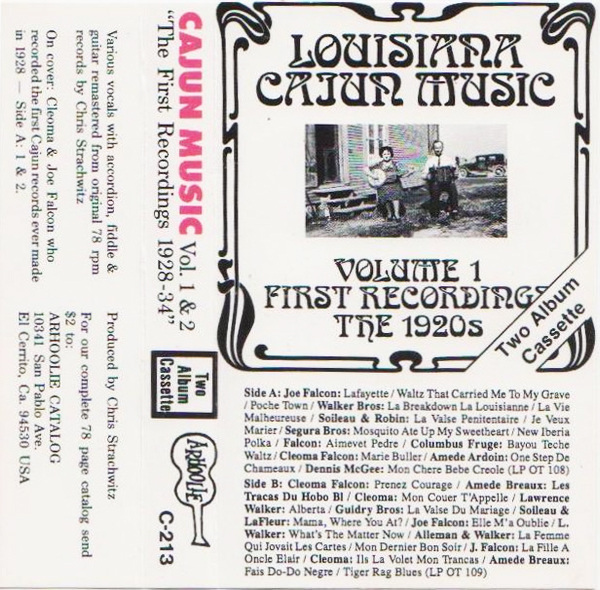 Various vocals with accordion, fiddle &
guitar remastered from original 78 rpm
records by Chris Strachwitz
On cover: Cleoma & Joe Falcon who
recorded the first Cajun records ever made
in 1928 — Side A: 1 & 2.
Produced by Chris Strachwitz
For our complete 78 page catalog send
$2 to:
ARHOOLIE CATALOG
10341 San Pablo Ave.
El Cerrito, Ca. 94530 USA
CAJUN MUSIC Vol. 1 & 2
"The First Recordings 1928-34"
Two
Album
Cassette
ARHOOLIE
C-213
LOUISIANA
CAJUN MUSIC
VOLUME 1
FIRST RECORDINGS
THE 1920s
Two Album
Cassette
Side A: Joe Falcon: Lafayette / Waltz That Carried Me To My Grave
/ Poche Town / Walker Bros: La Breakdown La Louisianne / La Vie
Malheureuse / Soileau & Robin: La Valse Penitentaire / Je Veux
Marier / Segura Bros: Mosquito Ate Up My Sweetheart / New Iberia
Polka / Falcon: Aimevet Pedre / Columbus Fruge: Bayou Teche
Waltz / Cleoma Falcon: Marie Buller / Amede Ardoin: One Step De
Chameaux / Dennis McGee: Mon Chere Bebe Creole (LP OT 108)
Side B: Cleoma Falcon: Prenez Courage / Amede Breaux: Les
Tracas Du Hobo Bl / Cleoma: Mon Couer T'Appelle / Lawrence
Walker: Alberta / Guidry Bros: La Valse Du Mariage / Soileau &
LaFleur: Mama, Where You At? / Joe Falcon: Elle M'a Oublie / L.
Walker: What's The Matter Now / Alleman & Walker: La Femme
Qui Jovait Les Cartes / Mon Dernier Bon Soir / J. Falcon: La Fille A
Oncle Elair / Cleoma: Ils La Volet Mon Trancas / Amede Breaux:
Fais Do-Do Negre / Tiger Rag Blues (LP OT 109)